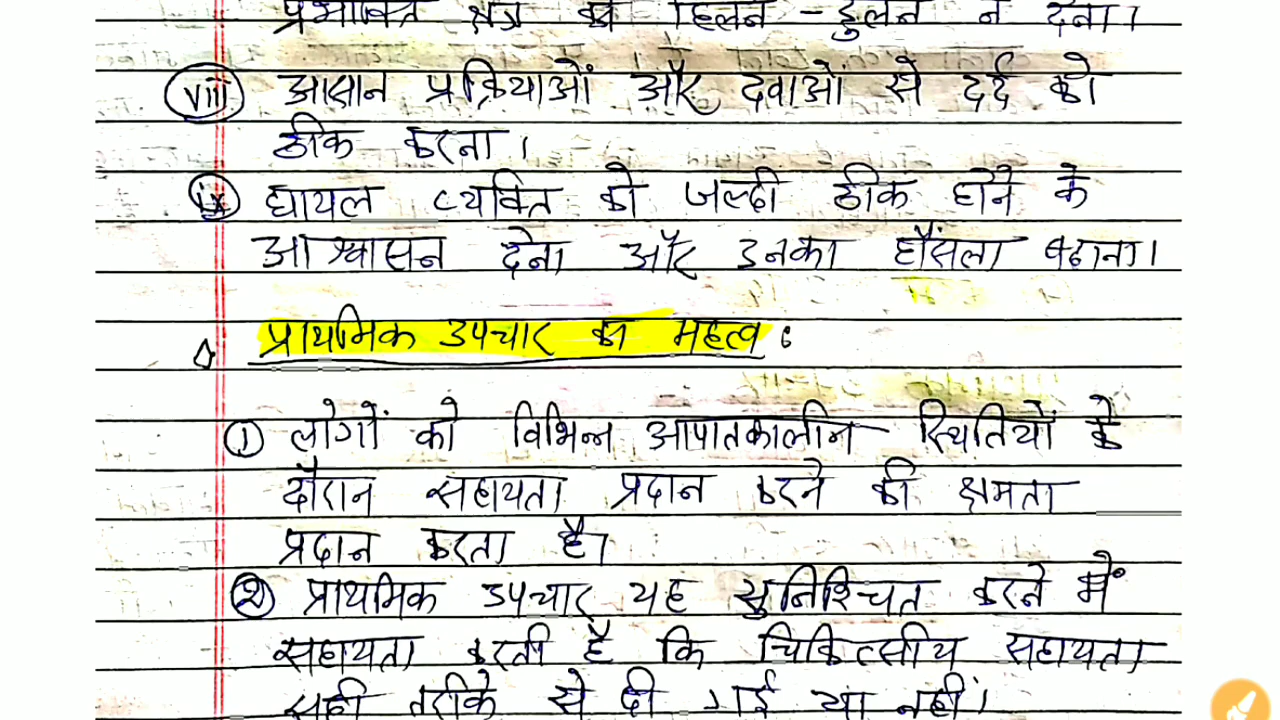 प्रभावित क्षेत्र को हिलने-डुलने न देना।
viii आसान प्रक्रियाओं और दवाओं से दर्द को
ठीक करना।
ix घायल व्यक्ति को जल्दी ठीक होने के
आश्वासन देना और उनका हौंसला बढ़ाना।
प्राथमिक उपचार का महत्व :
① लोगों को विभिन्न आपातकालीन स्थितियों के
दौरान सहायता प्रदान करने की क्षमता
प्रदान करता है।
② प्राथमिक उपचार यह सुनिश्चित करने में
सहायता करती है कि चिकित्सीय सहायता
सही तरीके से दी गई या नहीं।